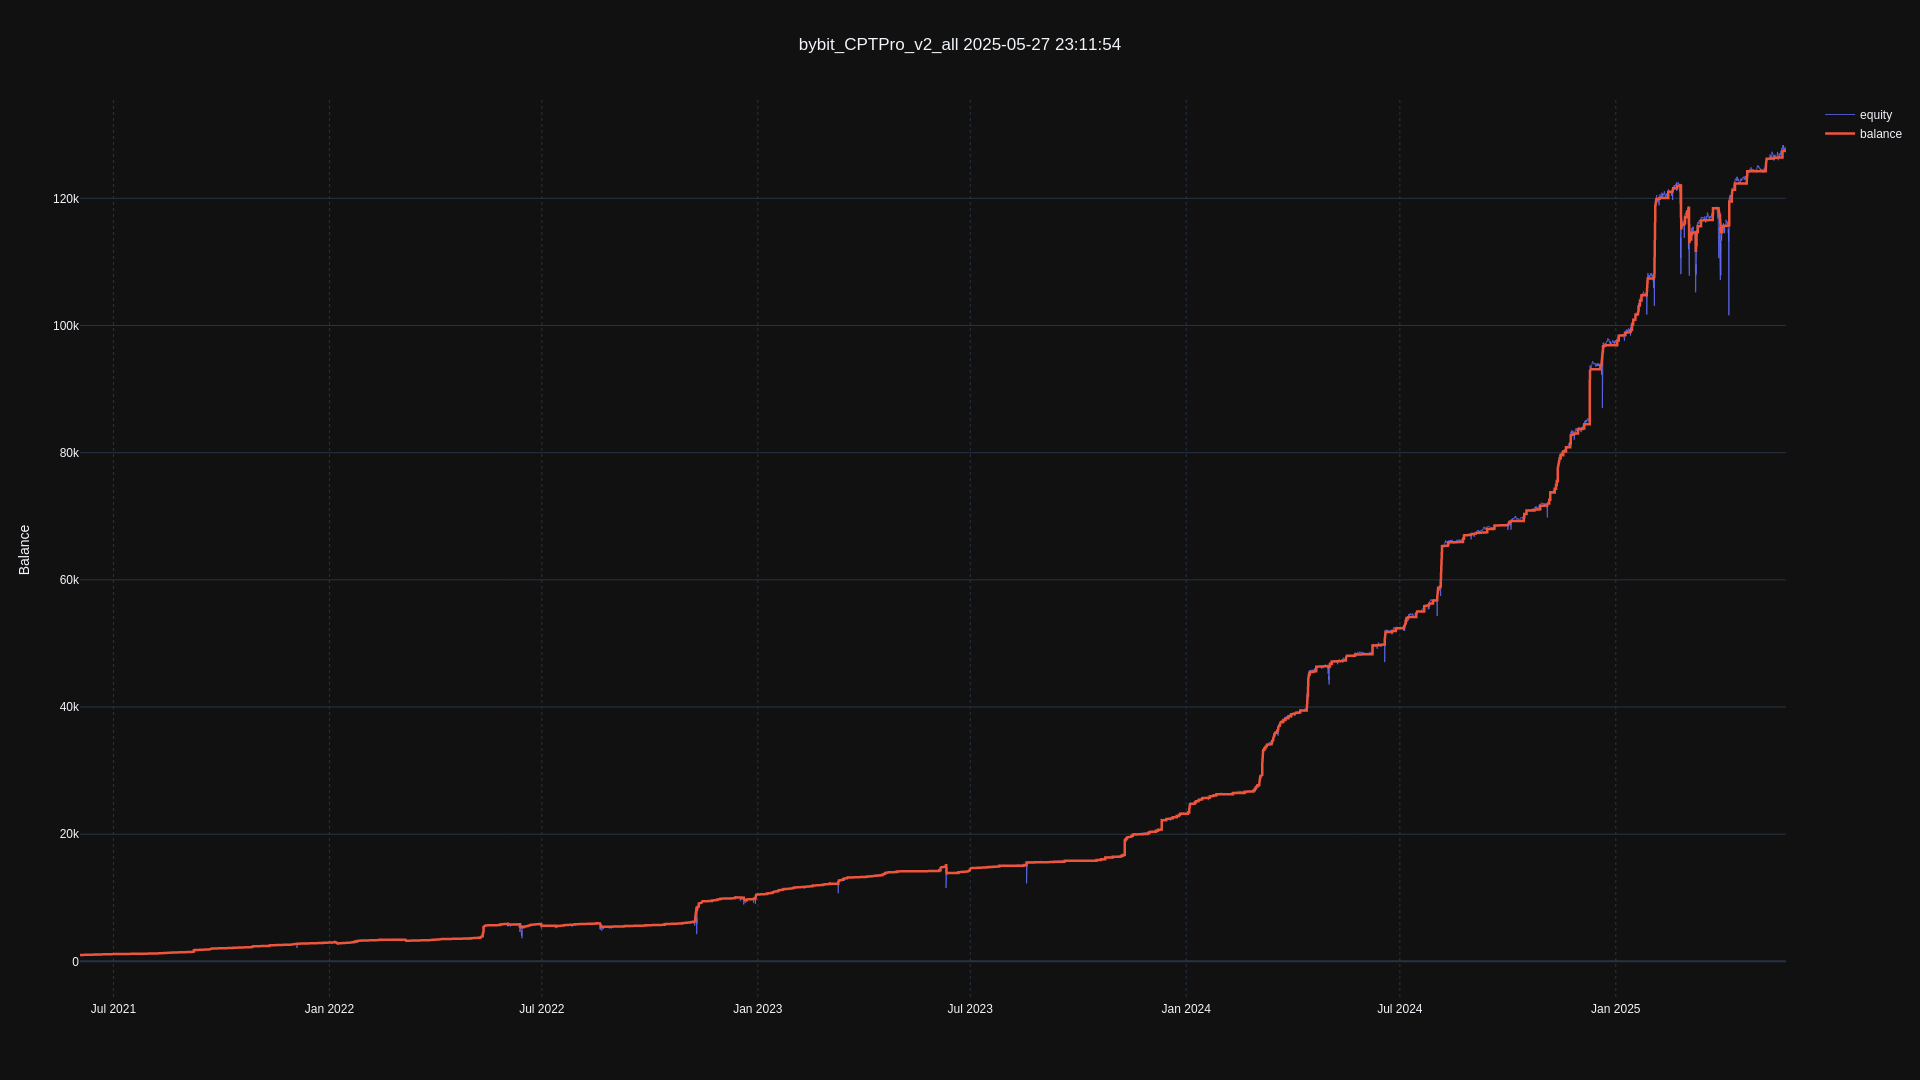 bybit_CPTPro_v2_all 2025-05-27 23:11:54
equity
balance
120k
100k
80k
60k
40k
20k
0
Balance
Jul 2021
Jan 2022
Jul 2022
Jan 2023
Jul 2023
Jan 2024
Jul 2024
Jan 2025